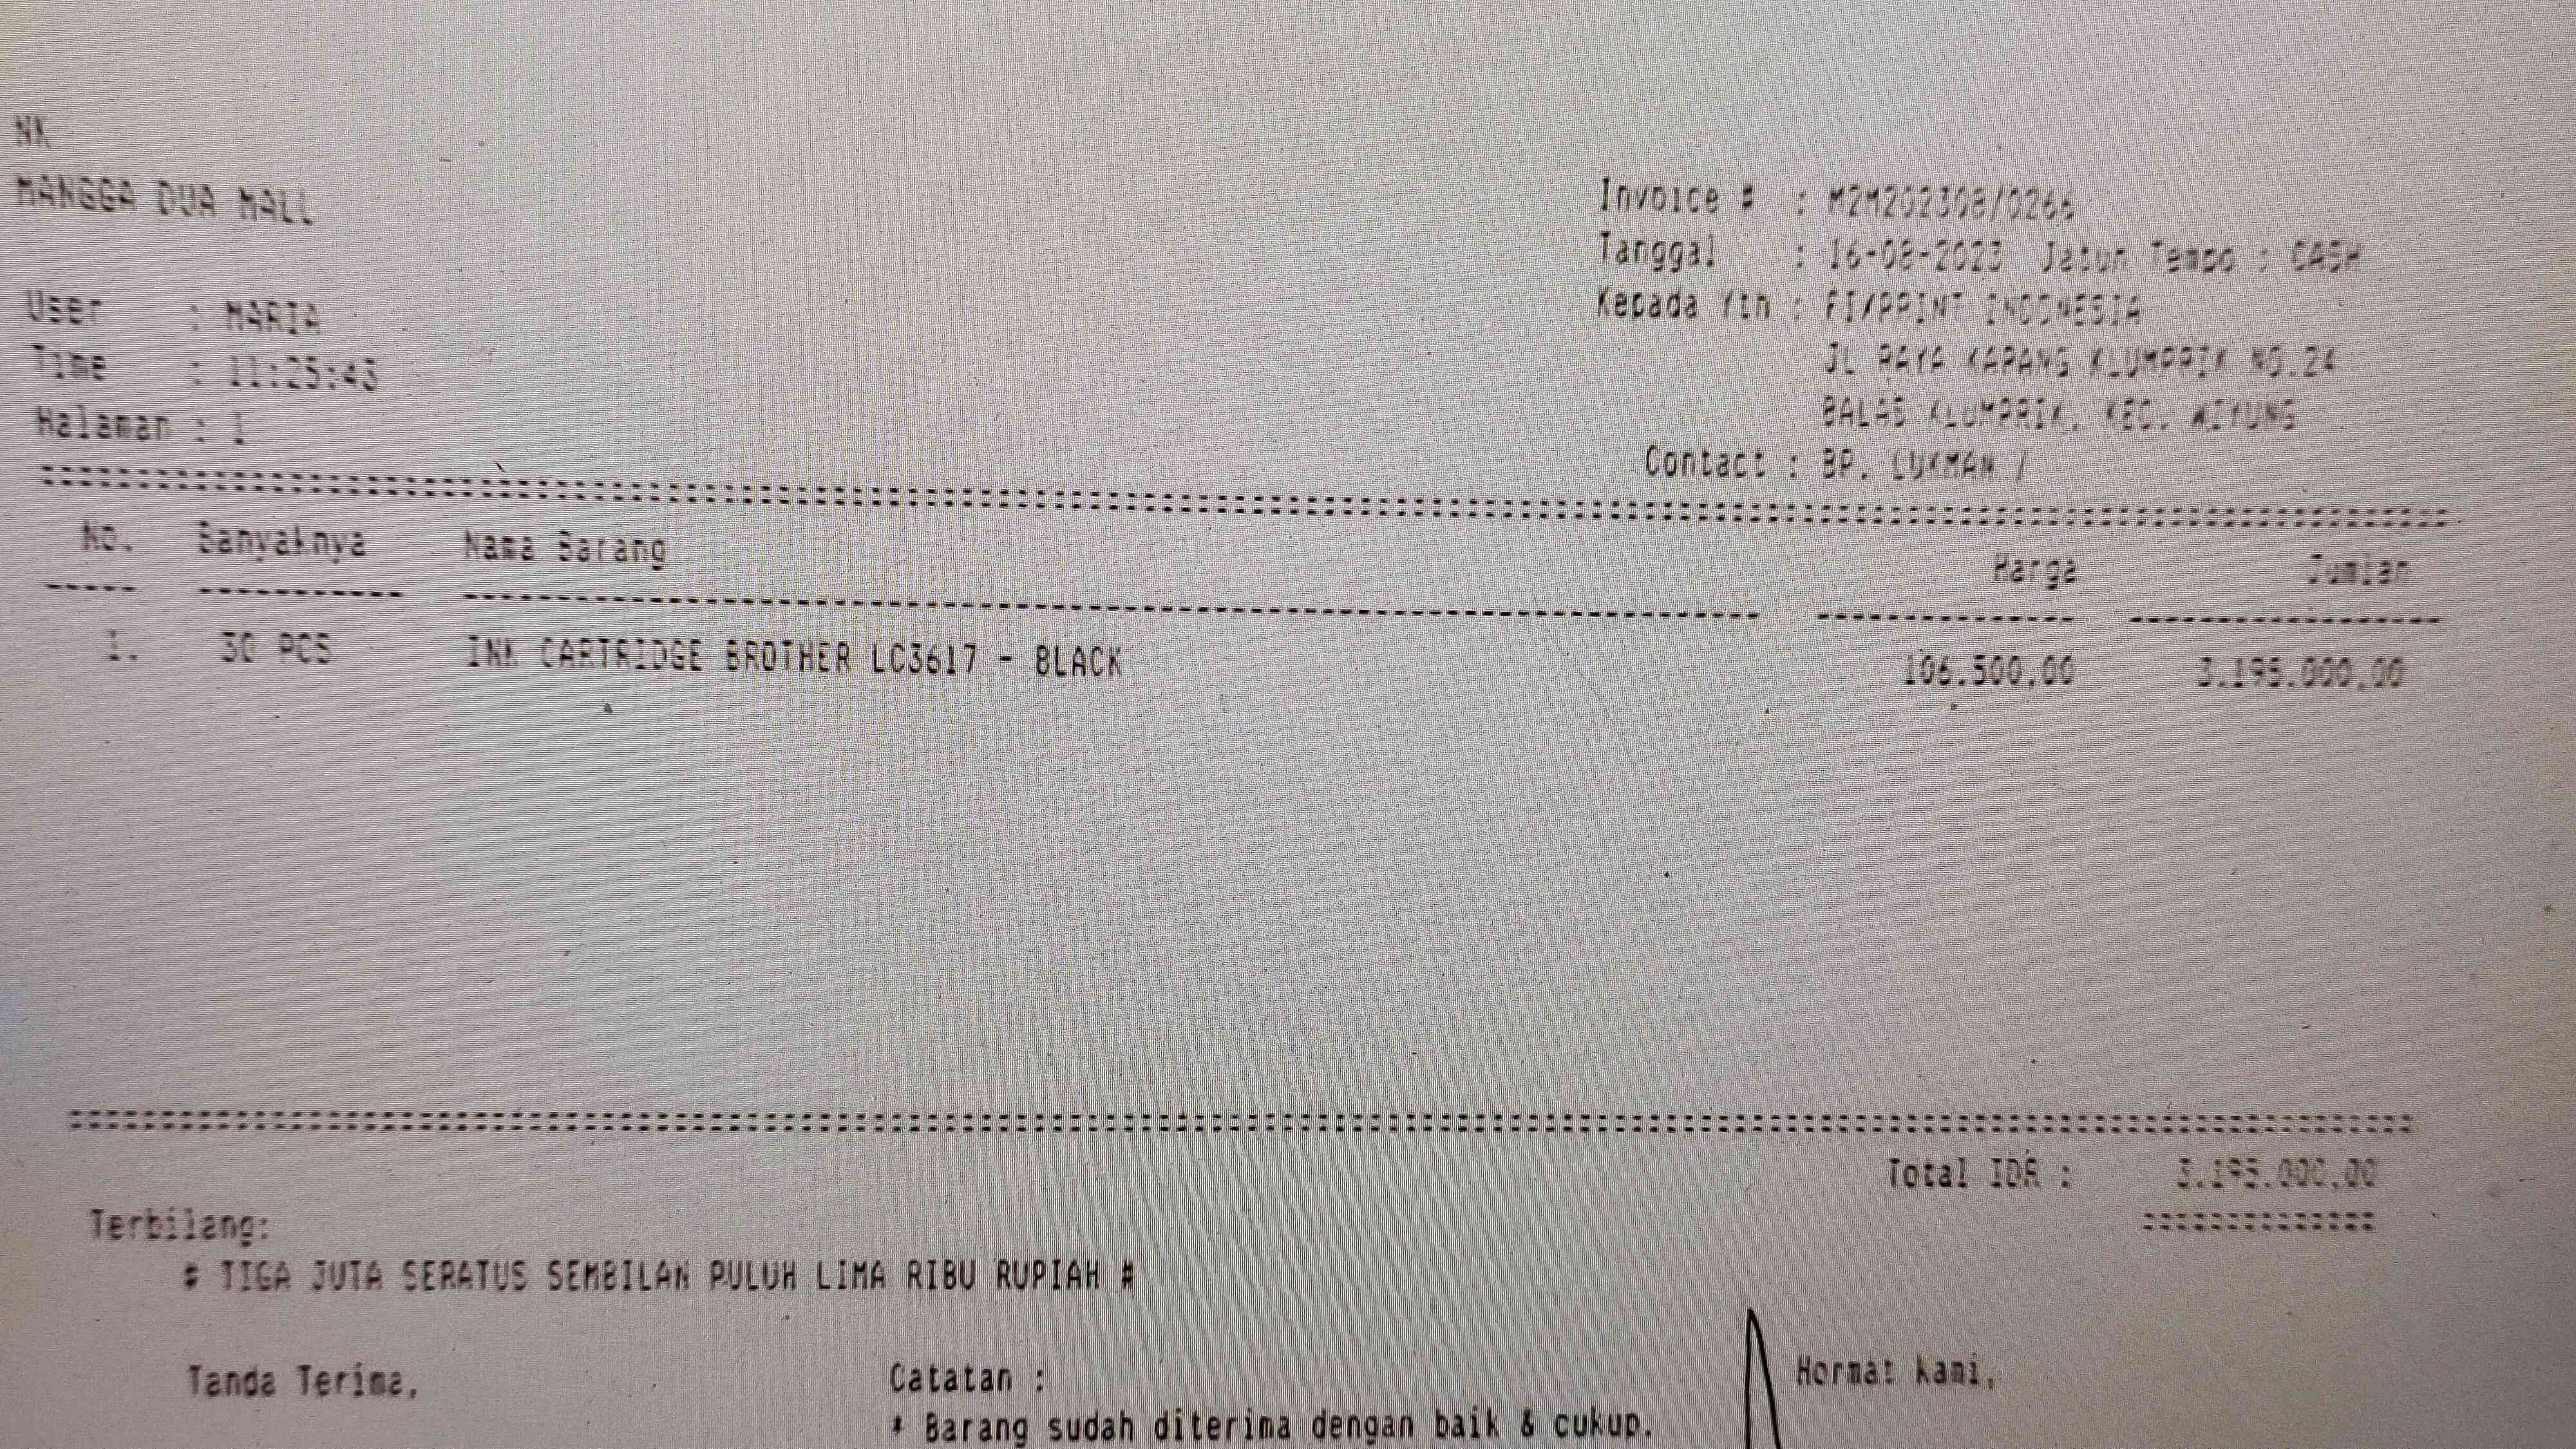 NK
MANGGA DUA MALL
Invoice # : M2M202308/0266
Tanggal : 16-08-2023 Jatuh Tempo : CASH
Kepada Yth : FIXPRINT INDONESIA
JL RAYA KARANG KLUMPRIK NO.24
BALAS KLUMPRIK, KEC. WIYUNG
Contact : BP. LUKMAN /
User : MARIA
Time : 11:25:43
Halaman : 1
No. Banyaknya Nama Barang Harga Jumlah
1. 30 PCS INK CARTRIDGE BROTHER LC3617 - BLACK 106.500,00 3.195.000,00
Total IDR : 3.195.000,00
Terbilang:
# TIGA JUTA SERATUS SEMBILAN PULUH LIMA RIBU RUPIAH #
Tanda Terima, Catatan : Hormat Kami,
* Barang sudah diterima dengan baik & cukup.